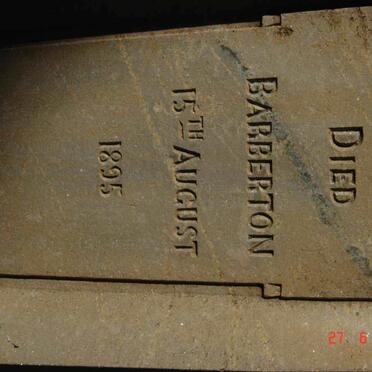 DIED
BARBERTON
15TH AUGUST
1895
27 6